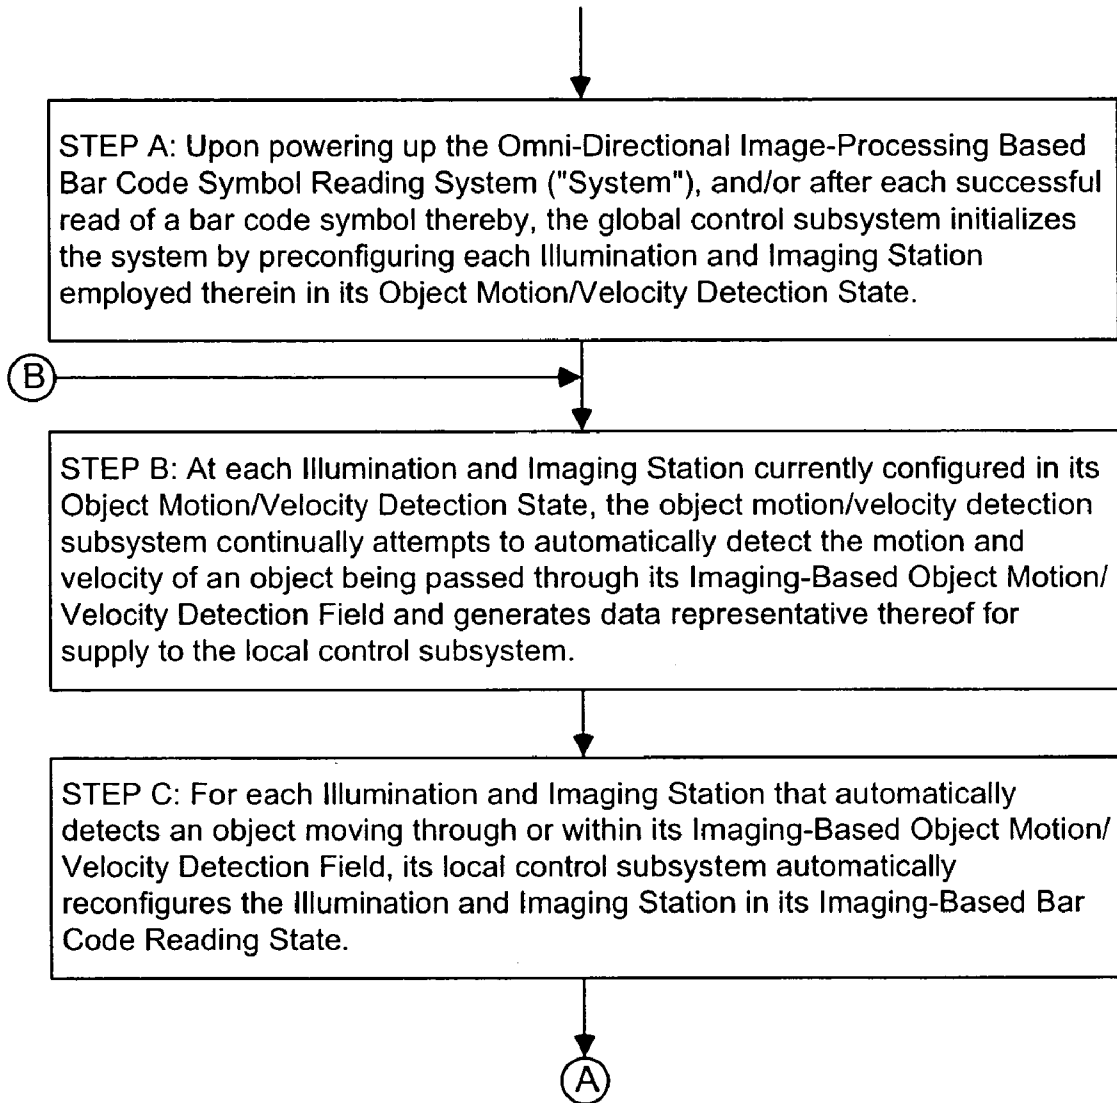 STEP A: Upon powering up the Omni-Directional Image-Processing Based
Bar Code Symbol Reading System ("System"), and/or after each successful
read of a bar code symbol thereby, the global control subsystem initializes
the system by preconfiguring each Illumination and Imaging Station
employed therein in its Object Motion/Velocity Detection State.
B
STEP B: At each Illumination and Imaging Station currently configured in its
Object Motion/Velocity Detection State, the object motion/velocity detection
subsystem continually attempts to automatically detect the motion and
velocity of an object being passed through its Imaging-Based Object Motion/
Velocity Detection Field and generates data representative thereof for
supply to the local control subsystem.
STEP C: For each Illumination and Imaging Station that automatically
detects an object moving through or within its Imaging-Based Object Motion/
Velocity Detection Field, its local control subsystem automatically
reconfigures the Illumination and Imaging Station in its Imaging-Based Bar
Code Reading State.
A